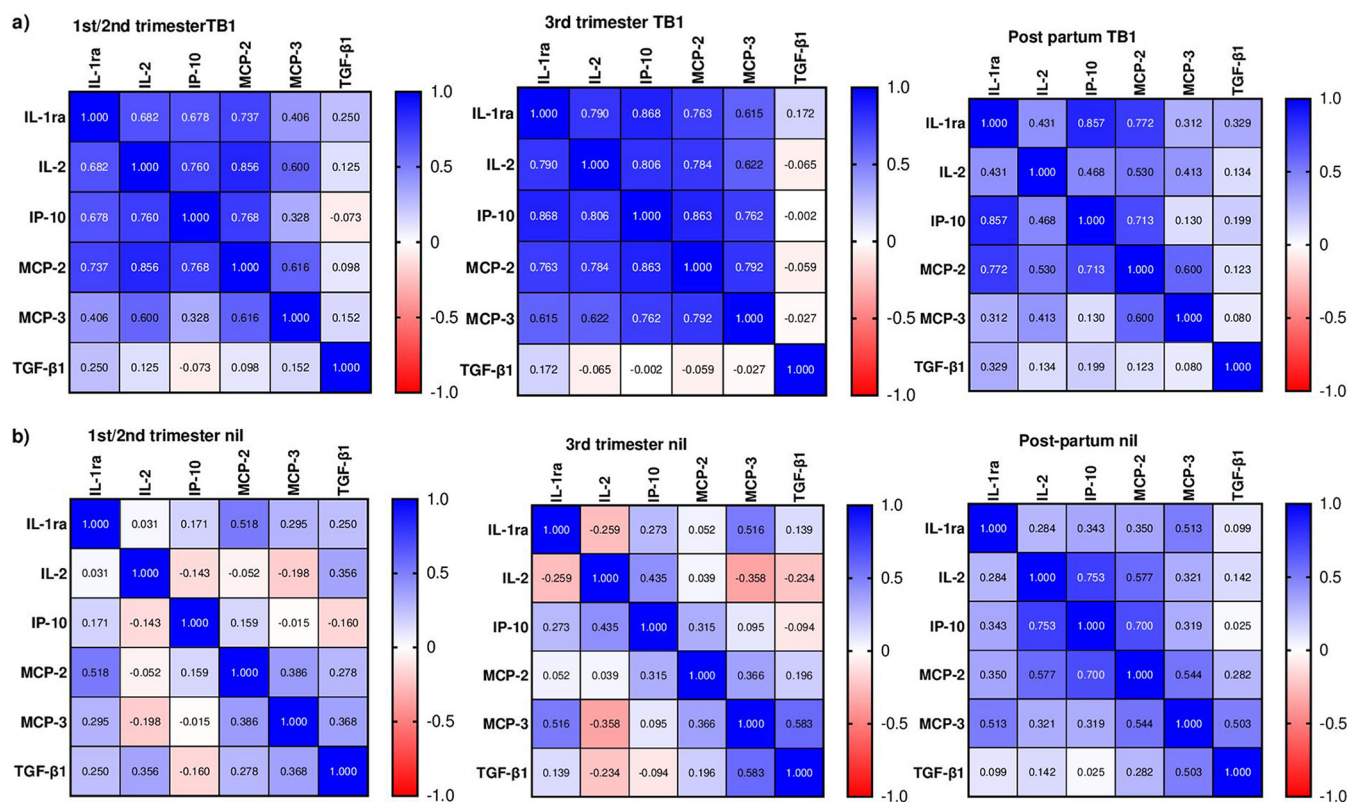 a)
1st/2nd trimesterTB1
IL-1ra IL-2 IP-10 MCP-2 MCP-3 TGF-β1
IL-1ra 1.000 0.682 0.678 0.737 0.406 0.250
IL-2 0.682 1.000 0.760 0.856 0.600 0.125
IP-10 0.678 0.760 1.000 0.768 0.328 -0.073
MCP-2 0.737 0.856 0.768 1.000 0.616 0.098
MCP-3 0.406 0.600 0.328 0.616 1.000 0.152
TGF-β1 0.250 0.125 -0.073 0.098 0.152 1.000
1.0
0.5
0
-0.5
-1.0
3rd trimester TB1
IL-1ra IL-2 IP-10 MCP-2 MCP-3 TGF-β1
IL-1ra 1.000 0.790 0.868 0.763 0.615 0.172
IL-2 0.790 1.000 0.806 0.784 0.622 -0.065
IP-10 0.868 0.806 1.000 0.863 0.762 -0.002
MCP-2 0.763 0.784 0.863 1.000 0.792 -0.059
MCP-3 0.615 0.622 0.762 0.792 1.000 -0.027
TGF-β1 0.172 -0.065 -0.002 -0.059 -0.027 1.000
1.0
0.5
0
-0.5
-1.0
Post partum TB1
IL-1ra IL-2 IP-10 MCP-2 MCP-3 TGF-β1
IL-1ra 1.000 0.431 0.857 0.772 0.312 0.329
IL-2 0.431 1.000 0.468 0.530 0.413 0.134
IP-10 0.857 0.468 1.000 0.713 0.130 0.199
MCP-2 0.772 0.530 0.713 1.000 0.600 0.123
MCP-3 0.312 0.413 0.130 0.600 1.000 0.080
TGF-β1 0.329 0.134 0.199 0.123 0.080 1.000
1.0
0.5
0
-0.5
-1.0
b)
1st/2nd trimester nil
IL-1ra IL-2 IP-10 MCP-2 MCP-3 TGF-β1
IL-1ra 1.000 0.031 0.171 0.518 0.295 0.250
IL-2 0.031 1.000 -0.143 -0.052 -0.198 0.356
IP-10 0.171 -0.143 1.000 0.159 -0.015 -0.160
MCP-2 0.518 -0.052 0.159 1.000 0.386 0.278
MCP-3 0.295 -0.198 -0.015 0.386 1.000 0.368
TGF-β1 0.250 0.356 -0.160 0.278 0.368 1.000
1.0
0.5
0
-0.5
-1.0
3rd trimester nil
IL-1ra IL-2 IP-10 MCP-2 MCP-3 TGF-β1
IL-1ra 1.000 -0.259 0.273 0.052 0.516 0.139
IL-2 -0.259 1.000 0.435 0.039 -0.358 -0.234
IP-10 0.273 0.435 1.000 0.315 0.095 -0.094
MCP-2 0.052 0.039 0.315 1.000 0.366 0.196
MCP-3 0.516 -0.358 0.095 0.366 1.000 0.583
TGF-β1 0.139 -0.234 -0.094 0.196 0.583 1.000
1.0
0.5
0
-0.5
-1.0
Post-partum nil
IL-1ra IL-2 IP-10 MCP-2 MCP-3 TGF-β1
IL-1ra 1.000 0.284 0.343 0.350 0.513 0.099
IL-2 0.284 1.000 0.753 0.577 0.321 0.142
IP-10 0.343 0.753 1.000 0.700 0.319 0.025
MCP-2 0.350 0.577 0.700 1.000 0.544 0.282
MCP-3 0.513 0.321 0.319 0.544 1.000 0.503
TGF-β1 0.099 0.142 0.025 0.282 0.503 1.000
1.0
0.5
0
-0.5
-1.0